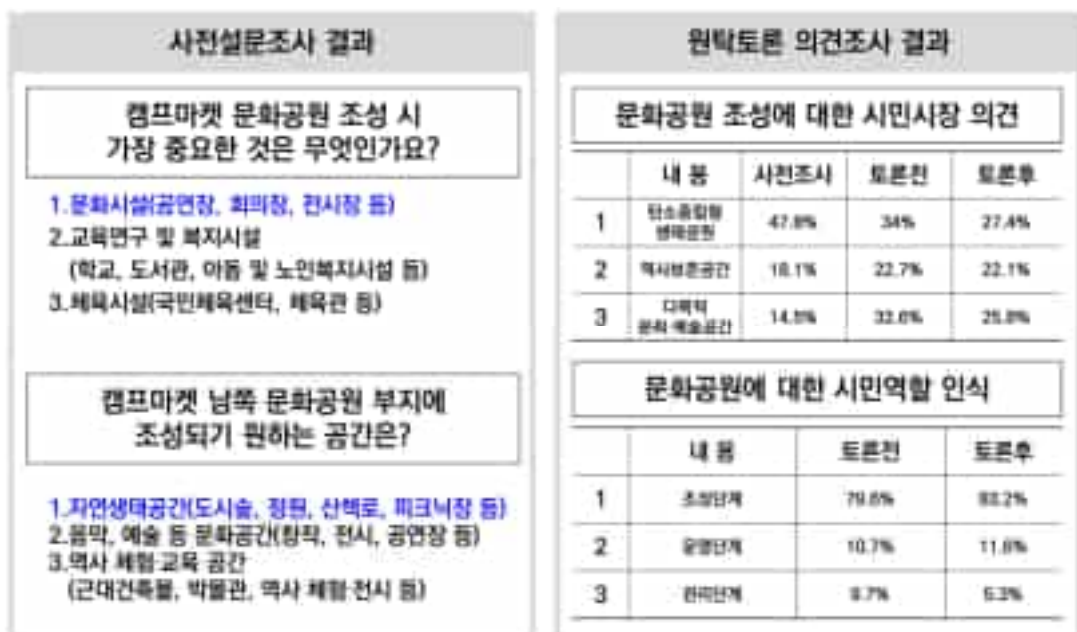 사전설문조사 결과
캠프마켓 문화공원 조성 시
가장 중요한 것은 무엇인가요?
1.문화시설(공연장, 회의장, 전시장 등)
2.교육연구 및 복지시설
(학교, 도서관, 아동 및 노인복지시설 등)
3.체육시설(국민체육센터, 체육관 등)
캠프마켓 남쪽 문화공원 부지에
조성되기 원하는 공간은?
1.자연생태공간(도시숲, 정원, 산책로, 피크닉장 등)
2.음악, 예술 등 문화공간(창작, 전시, 공연장 등)
3.역사 체험·교육 공간
(근대건축물, 박물관, 역사 체험·전시 등)
원탁토론 의견조사 결과
문화공원 조성에 대한 시민시장 의견
내 용 사전조사 토론전 토론후
1 탄소중립형 생태공원 34% 27.4%
2 역사보존공간 22.7% 22.1%
3 다목적 문화·예술공간
문화공원에 대한 시민역할 인식
내 용 토론전 토론후
1 조성단계
2 운영단계 10.7%
3 관리단계